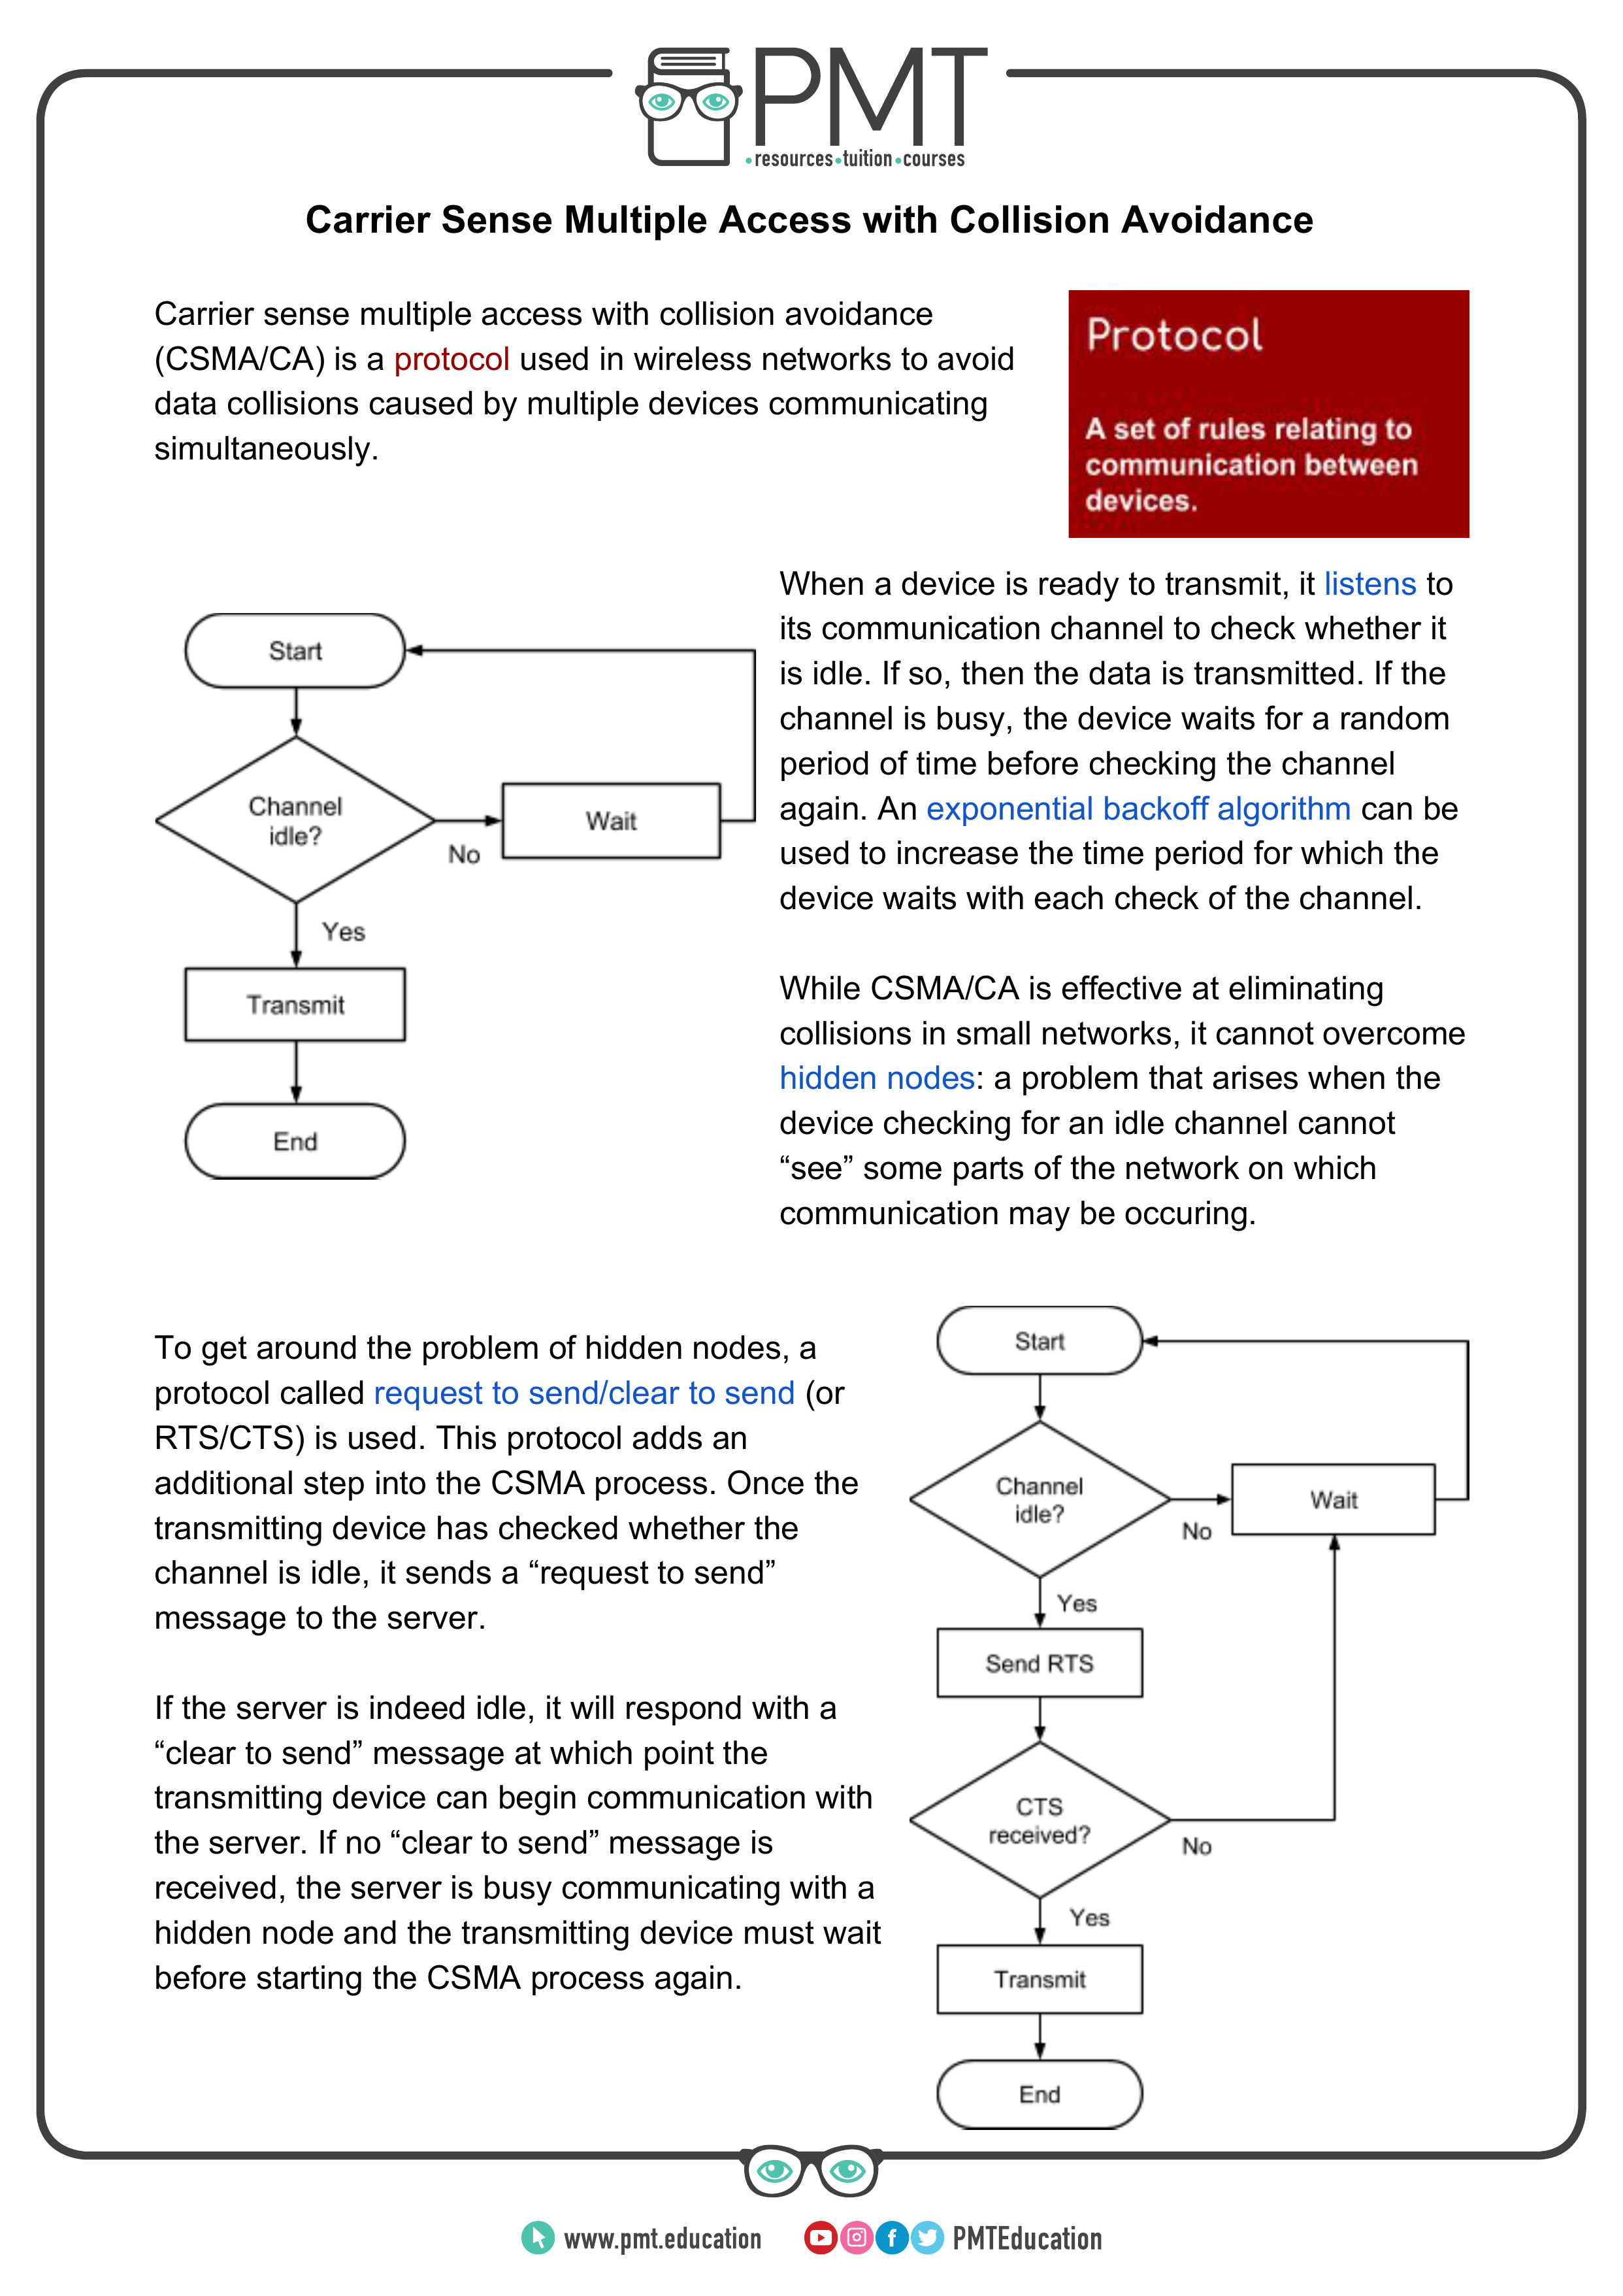 PMT
resources tuition courses
Carrier Sense Multiple Access with Collision Avoidance
Carrier sense multiple access with collision avoidance
(CSMA/CA) is a protocol used in wireless networks to avoid
data collisions caused by multiple devices communicating
simultaneously.
Protocol
A set of rules relating to
communication between
devices.
Start
Channel
idle?
No
Wait
Yes
Transmit
End
When a device is ready to transmit, it listens to
its communication channel to check whether it
is idle. If so, then the data is transmitted. If the
channel is busy, the device waits for a random
period of time before checking the channel
again. An exponential backoff algorithm can be
used to increase the time period for which the
device waits with each check of the channel.
While CSMA/CA is effective at eliminating
collisions in small networks, it cannot overcome
hidden nodes: a problem that arises when the
device checking for an idle channel cannot
“see” some parts of the network on which
communication may be occuring.
To get around the problem of hidden nodes, a
protocol called request to send/clear to send (or
RTS/CTS) is used. This protocol adds an
additional step into the CSMA process. Once the
transmitting device has checked whether the
channel is idle, it sends a “request to send”
message to the server.
If the server is indeed idle, it will respond with a
“clear to send” message at which point the
transmitting device can begin communication with
the server. If no “clear to send” message is
received, the server is busy communicating with a
hidden node and the transmitting device must wait
before starting the CSMA process again.
Start
Channel
idle?
No
Wait
Yes
Send RTS
CTS
received?
No
Yes
Transmit
End
www.pmt.education
PMTEducation